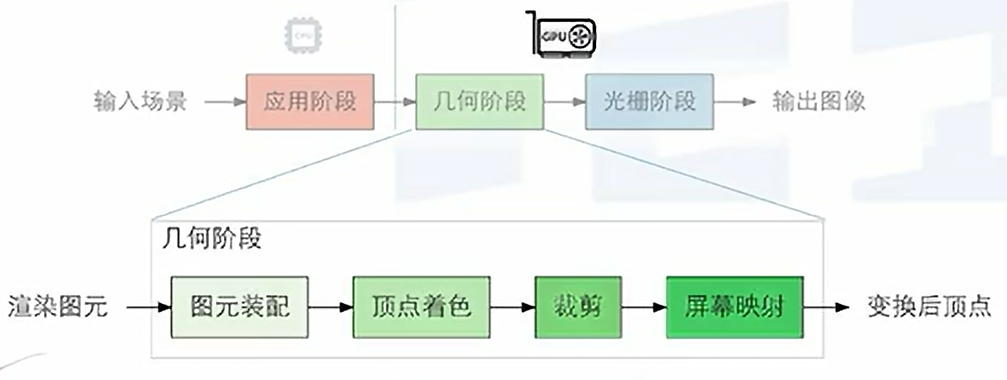 CPU
GPU
输入场景
应用阶段
几何阶段
光栅阶段
输出图像
几何阶段
渲染图元
图元装配
顶点着色
裁剪
屏幕映射
变换后顶点